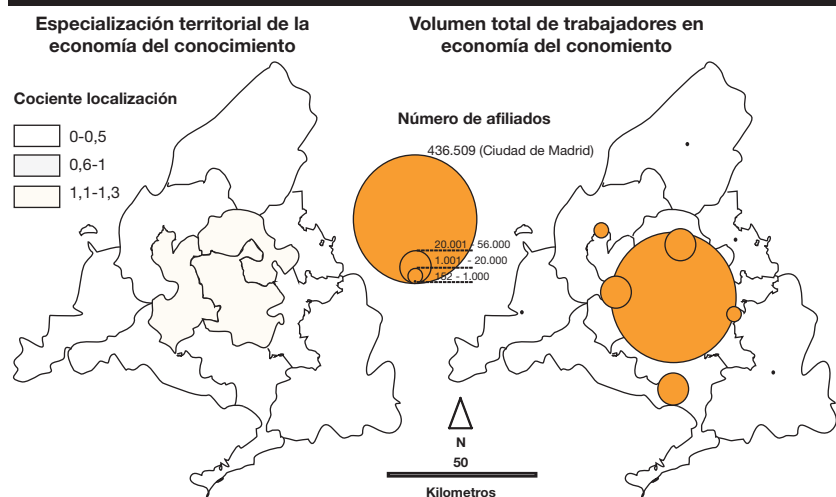 Especialización territorial de la
economía del conocimiento
Cociente localización
0-0,5
0,6-1
1,1-1,3
Volumen total de trabajadores en
economía del conomiento
Número de afiliados
436.509 (Ciudad de Madrid)
20.001 - 56.000
1.001 - 20.000
152 - 1.000
N
50
Kilometros